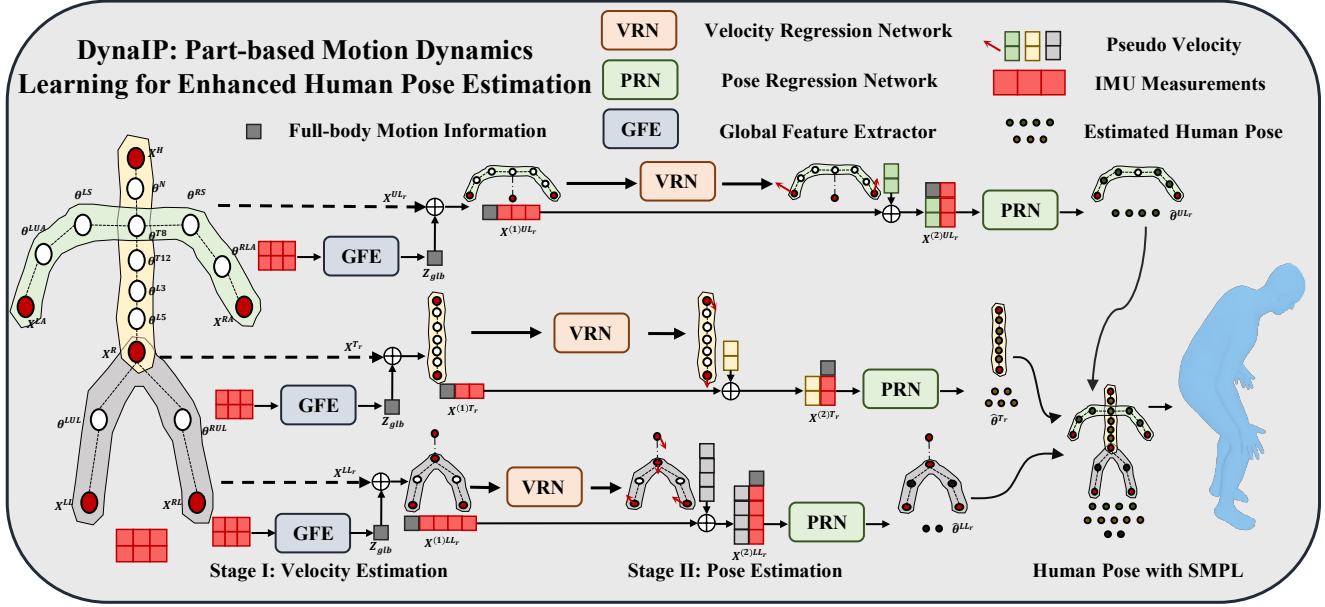 DynaIP: Part-based Motion Dynamics
Learning for Enhanced Human Pose Estimation
VRN Velocity Regression Network
PRN Pose Regression Network
GFE Global Feature Extractor
Pseudo Velocity
IMU Measurements
Estimated Human Pose
Full-body Motion Information
X^H
θ^N
θ^LS
θ^RS
θ^LUA
θ^T8
θ^RLA
θ^T12
θ^L3
θ^L5
X^LA
X^RA
X^R
θ^LUL
θ^RUL
X^LL
X^RL
X^{UL_r}
GFE
Z_glb
X^{(1)UL_r}
VRN
X^{(2)UL_r}
PRN
θ̂^{UL_r}
X^{T_r}
GFE
Z_glb
X^{(1)T_r}
VRN
X^{(2)T_r}
PRN
θ̂^{T_r}
X^{LL_r}
GFE
Z_glb
X^{(1)LL_r}
VRN
X^{(2)LL_r}
PRN
θ̂^{LL_r}
Stage I: Velocity Estimation
Stage II: Pose Estimation
Human Pose with SMPL